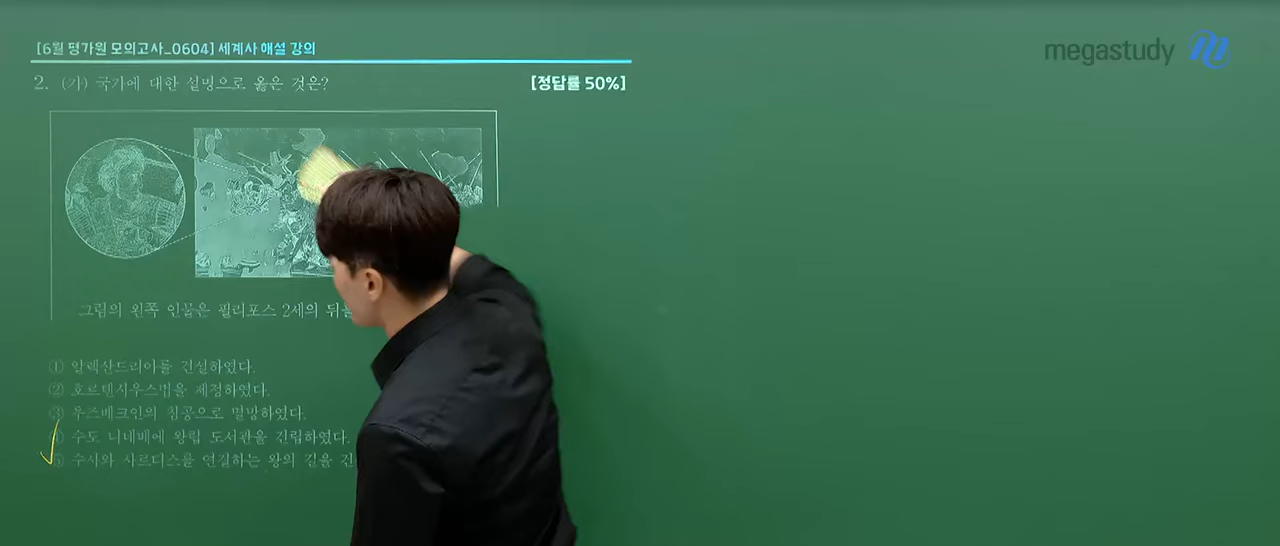 [6월 평가원 모의고사_0604] 세계사 해설 강의
megastudy
2. (가) 국가에 대한 설명으로 옳은 것은?
[정답률 50%]
그림의 왼쪽 인물은 필리포스 2세의 뒤를
① 알렉산드리아를 건설하였다.
② 호르텐시우스법을 제정하였다.
③ 우즈베크인의 침공으로 멸망하였다.
④ 수도 니네베에 왕립 도서관을 건립하였다.
⑤ 수사와 사르디스를 연결하는 왕의 길을 건